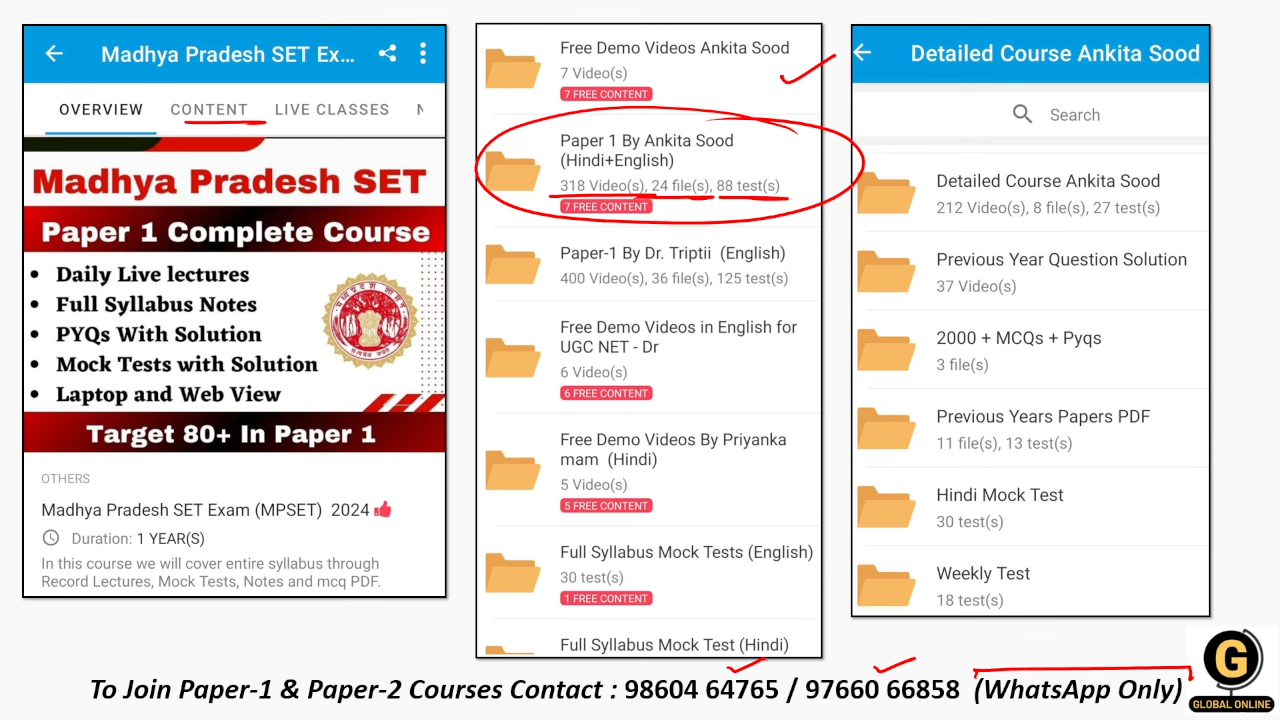 Madhya Pradesh SET Ex...
OVERVIEW CONTENT LIVE CLASSES
Madhya Pradesh SET
Paper 1 Complete Course
• Daily Live lectures
• Full Syllabus Notes
• PYQs With Solution
• Mock Tests with Solution
• Laptop and Web View
Target 80+ In Paper 1
OTHERS
Madhya Pradesh SET Exam (MPSET) 2024
Duration: 1 YEAR(S)
In this course we will cover entire syllabus through
Record Lectures, Mock Tests, Notes and mcq PDF.
Free Demo Videos Ankita Sood
7 Video(s)
7 FREE CONTENT
Paper 1 By Ankita Sood
(Hindi+English)
318 Video(s), 24 file(s), 88 test(s)
7 FREE CONTENT
Paper-1 By Dr. Triptii (English)
400 Video(s), 36 file(s), 125 test(s)
Free Demo Videos in English for
UGC NET - Dr
6 Video(s)
6 FREE CONTENT
Free Demo Videos By Priyanka
mam (Hindi)
5 Video(s)
5 FREE CONTENT
Full Syllabus Mock Tests (English)
30 test(s)
1 FREE CONTENT
Full Syllabus Mock Test (Hindi)
Detailed Course Ankita Sood
Search
Detailed Course Ankita Sood
212 Video(s), 8 file(s), 27 test(s)
Previous Year Question Solution
37 Video(s)
2000 + MCQs + Pyqs
3 file(s)
Previous Years Papers PDF
11 file(s), 13 test(s)
Hindi Mock Test
30 test(s)
Weekly Test
18 test(s)
To Join Paper-1 & Paper-2 Courses Contact : 98604 64765 / 97660 66858 (WhatsApp Only)
G
GLOBAL ONLINE